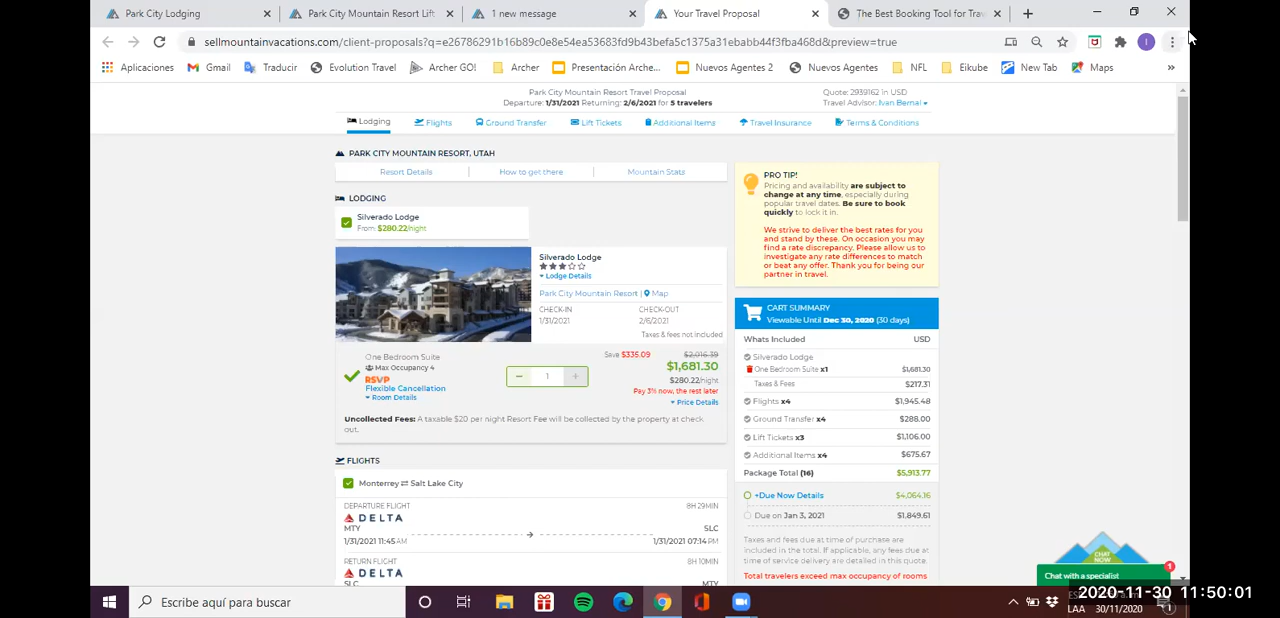 Park City Lodging
Park City Mountain Resort Lift
1 new message
Your Travel Proposal
The Best Booking Tool for Trav
sellmountainvacations.com/client-proposals?q=e26786291b16b89c0e8e54ea53683fd9b43befa5c1375a31ebabb44f3fba468d&preview=true
Aplicaciones
Gmail
Traducir
Evolution Travel
Archer GO!
Archer
Presentación Arche...
Nuevos Agentes 2
Nuevos Agentes
NFL
Eikube
New Tab
Maps
»
Park City Mountain Resort Travel Proposal
Departure: 1/31/2021 Returning: 2/6/2021 for 5 travelers
Quote: 2939162 in USD
Travel Advisor: Ivan Bernal
Lodging
Flights
Ground Transfer
Lift Tickets
Additional Items
Travel Insurance
Terms & Conditions
PARK CITY MOUNTAIN RESORT, UTAH
Resort Details
How to get there
Mountain Stats
LODGING
Silverado Lodge
From: $280.22/night
Silverado Lodge
Lodge Details
Park City Mountain Resort | Map
CHECK-IN
1/31/2021
CHECK-OUT
2/6/2021
Taxes & fees not included
One Bedroom Suite
Max Occupancy 4
RSVP
Flexible Cancellation
Room Details
− 1 +
Save $335.09
$2,016.39
$1,681.30
$280.22/night
Pay 3½ now, the rest later
Price Details
Uncollected Fees: A taxable $20 per night Resort Fee will be collected by the property at check
out.
FLIGHTS
Monterrey ⇄ Salt Lake City
DEPARTURE FLIGHT
8H 29MIN
DELTA
MTY
SLC
1/31/2021 11:45 AM
1/31/2021 07:14 PM
RETURN FLIGHT
8H 10MIN
DELTA
SLC
MTY
PRO TIP!
Pricing and availability are subject to
change at any time, especially during
popular travel dates. Be sure to book
quickly to lock it in.
We strive to deliver the best rates for you
and stand by these. On occasion you may
find a rate discrepancy. Please allow us to
investigate any rate differences to match
or beat any offer. Thank you for being our
partner in travel.
CART SUMMARY
Viewable Until Dec 30, 2020 (30 days)
Whats Included
USD
Silverado Lodge
One Bedroom Suite x1
$1,681.30
Taxes & Fees
$217.31
Flights x4
$1,945.48
Ground Transfer x4
$288.00
Lift Tickets x3
$1,106.00
Additional Items x4
$675.67
Package Total (16)
$5,913.77
+Due Now Details
$4,064.16
Due on Jan 3, 2021
$1,849.61
Taxes and fees due at time of purchase are
included in the total. If applicable, any fees due at
time of service delivery are detailed in this quote.
Total travelers exceed max occupancy of rooms
CHAT
NOW
1
Chat with a specialist
Escribe aquí para buscar
2020-11-30 11:50:01
LAA
30/11/2020
1